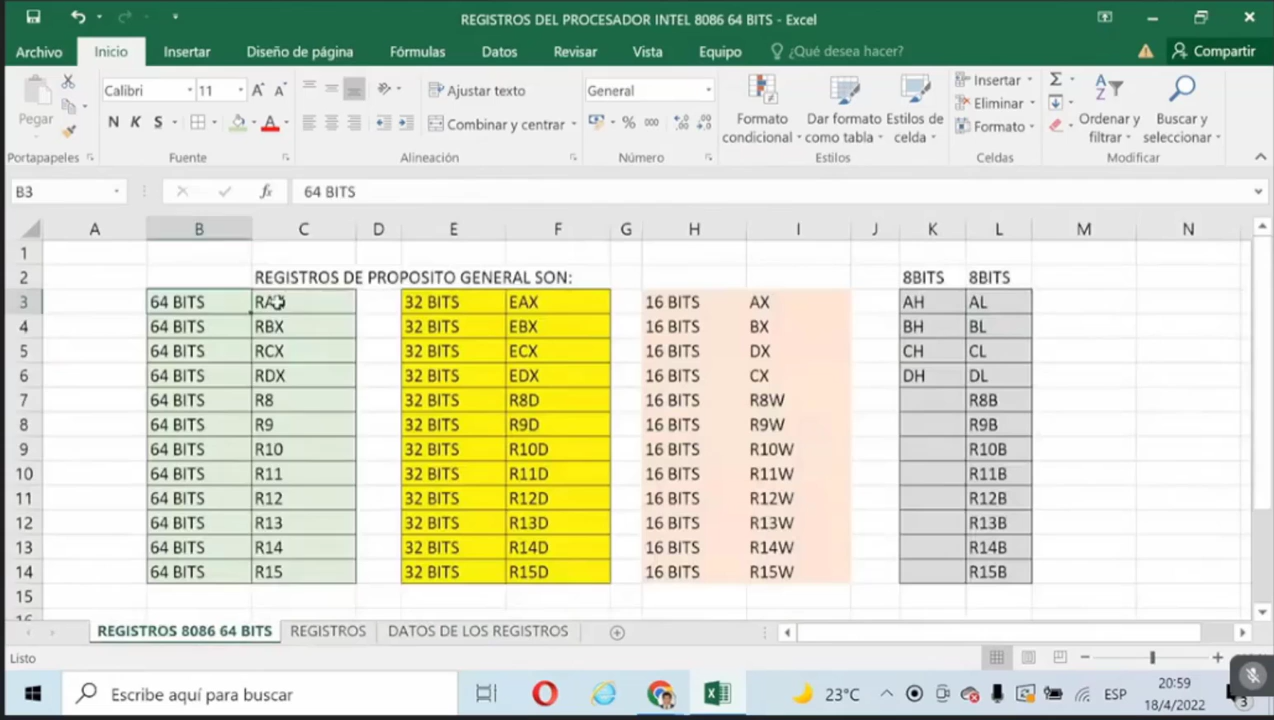 REGISTROS DEL PROCESADOR INTEL 8086 64 BITS - Excel
Archivo Inicio Insertar Diseño de página Fórmulas Datos Revisar Vista Equipo ¿Qué desea hacer? Compartir
Calibri 11 Ajustar texto General Insertar Σ
Pegar N K S A Combinar y centrar % 000 Formato condicional Dar formato como tabla Estilos de celda Eliminar Formato Ordenar y filtrar Buscar y seleccionar
Portapapeles Fuente Alineación Número Estilos Celdas Modificar
B3 fx 64 BITS
A B C D E F G H I J K L M N
1
2 REGISTROS DE PROPOSITO GENERAL SON: 8BITS 8BITS
3 64 BITS 32 BITS EAX 16 BITS AX AH AL
4 64 BITS RBX 32 BITS EBX 16 BITS BX BH BL
5 64 BITS RCX 32 BITS ECX 16 BITS DX CH CL
6 64 BITS RDX 32 BITS EDX 16 BITS CX DH DL
7 64 BITS R8 32 BITS R8D 16 BITS R8W R8B
8 64 BITS R9 32 BITS R9D 16 BITS R9W R9B
9 64 BITS R10 32 BITS R10D 16 BITS R10W R10B
10 64 BITS R11 32 BITS R11D 16 BITS R11W R11B
11 64 BITS R12 32 BITS R12D 16 BITS R12W R12B
12 64 BITS R13 32 BITS R13D 16 BITS R13W R13B
13 64 BITS R14 32 BITS R14D 16 BITS R14W R14B
14 64 BITS R15 32 BITS R15D 16 BITS R15W R15B
15
REGISTROS 8086 64 BITS REGISTROS DATOS DE LOS REGISTROS
Listo
Escribe aquí para buscar 23°C ESP 20:59
18/4/2022 3